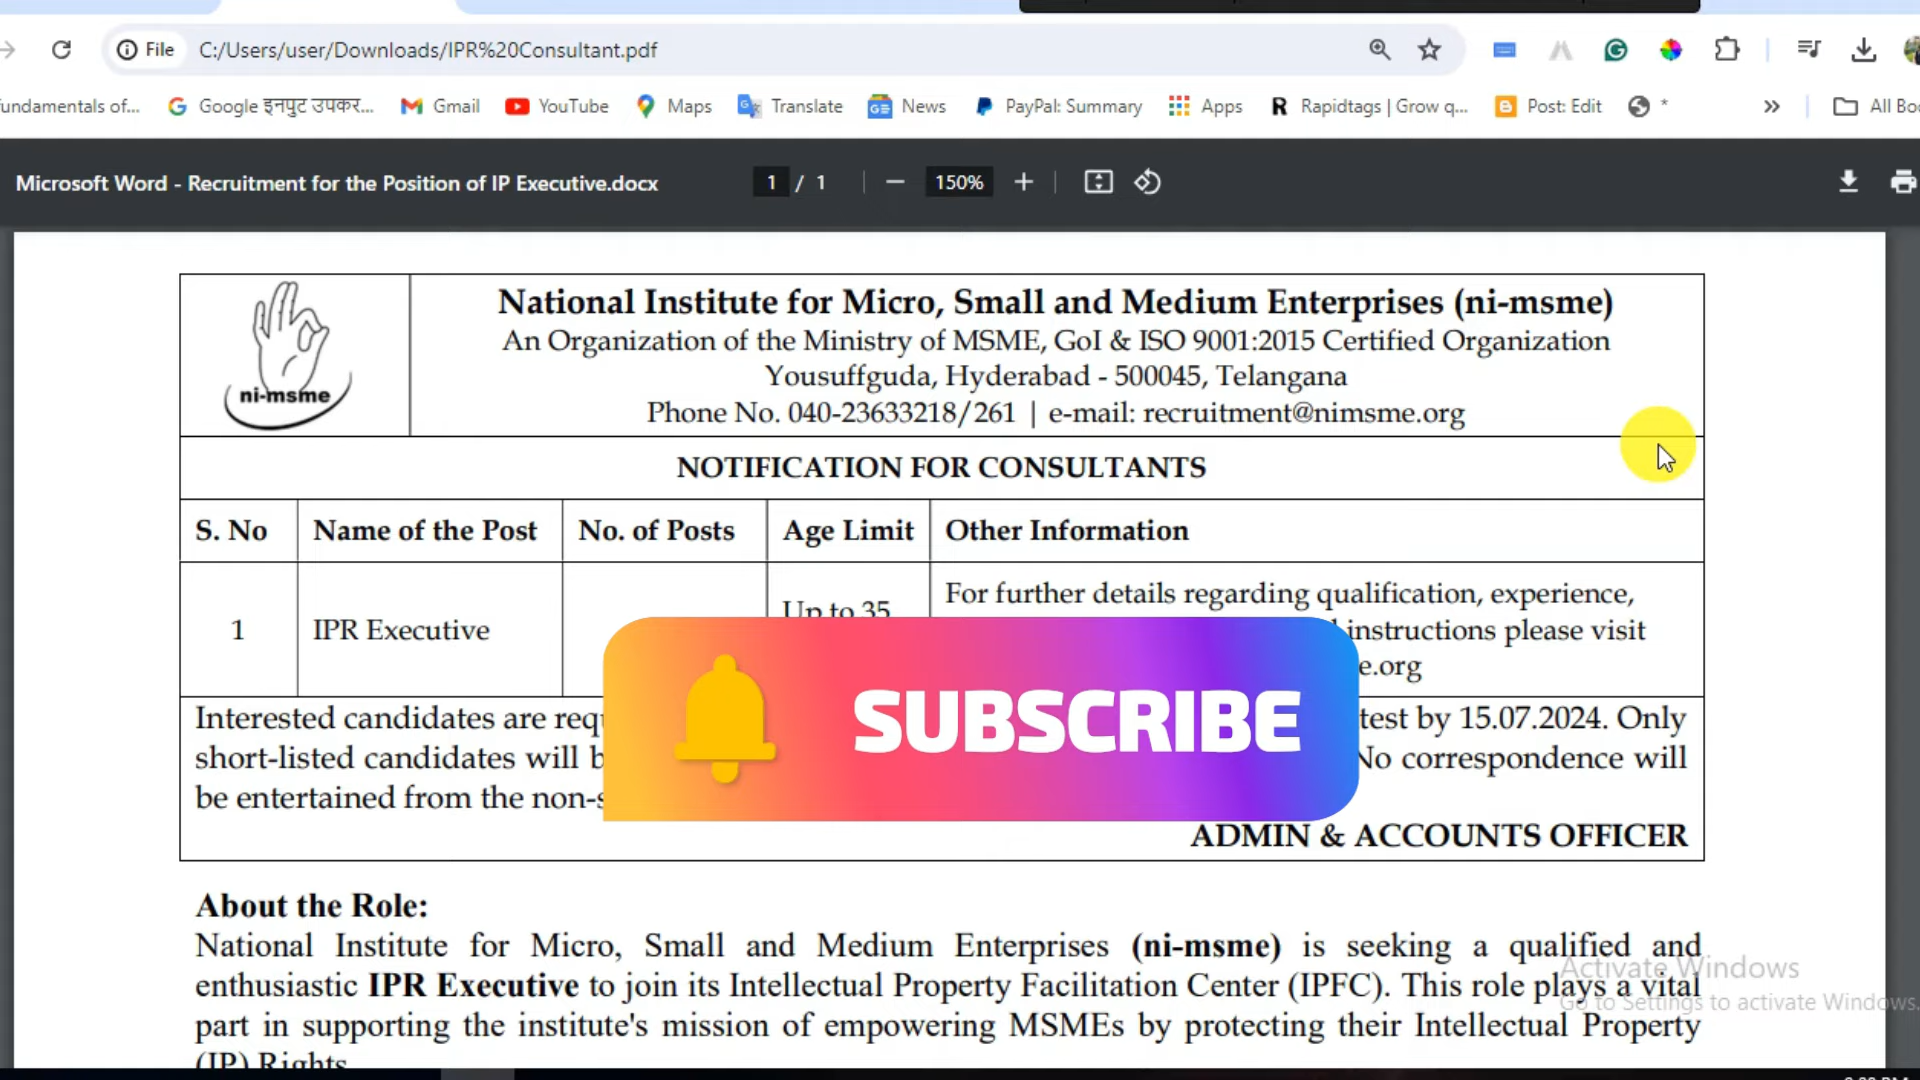 File C:/Users/user/Downloads/IPR%20Consultant.pdf
undamentals of... Google इनपुट उपकर... Gmail YouTube Maps Translate News PayPal: Summary Apps Rapidtags | Grow q... Post: Edit * » All Boo
Microsoft Word - Recruitment for the Position of IP Executive.docx 1 / 1 150%
ni-msme
National Institute for Micro, Small and Medium Enterprises (ni-msme)
An Organization of the Ministry of MSME, GoI & ISO 9001:2015 Certified Organization
Yousuffguda, Hyderabad - 500045, Telangana
Phone No. 040-23633218/261 | e-mail: recruitment@nimsme.org
NOTIFICATION FOR CONSULTANTS
S. No Name of the Post No. of Posts Age Limit Other Information
1 IPR Executive Up to 35 For further details regarding qualification, experience,
instructions please visit
e.org
Interested candidates are req
test by 15.07.2024. Only
short-listed candidates will b
No correspondence will
be entertained from the non-s
SUBSCRIBE
ADMIN & ACCOUNTS OFFICER
About the Role:
National Institute for Micro, Small and Medium Enterprises (ni-msme) is seeking a qualified and
enthusiastic IPR Executive to join its Intellectual Property Facilitation Center (IPFC). This role plays a vital
part in supporting the institute's mission of empowering MSMEs by protecting their Intellectual Property
(IP) Rights.
Activate Windows
Go to Settings to activate Windows.